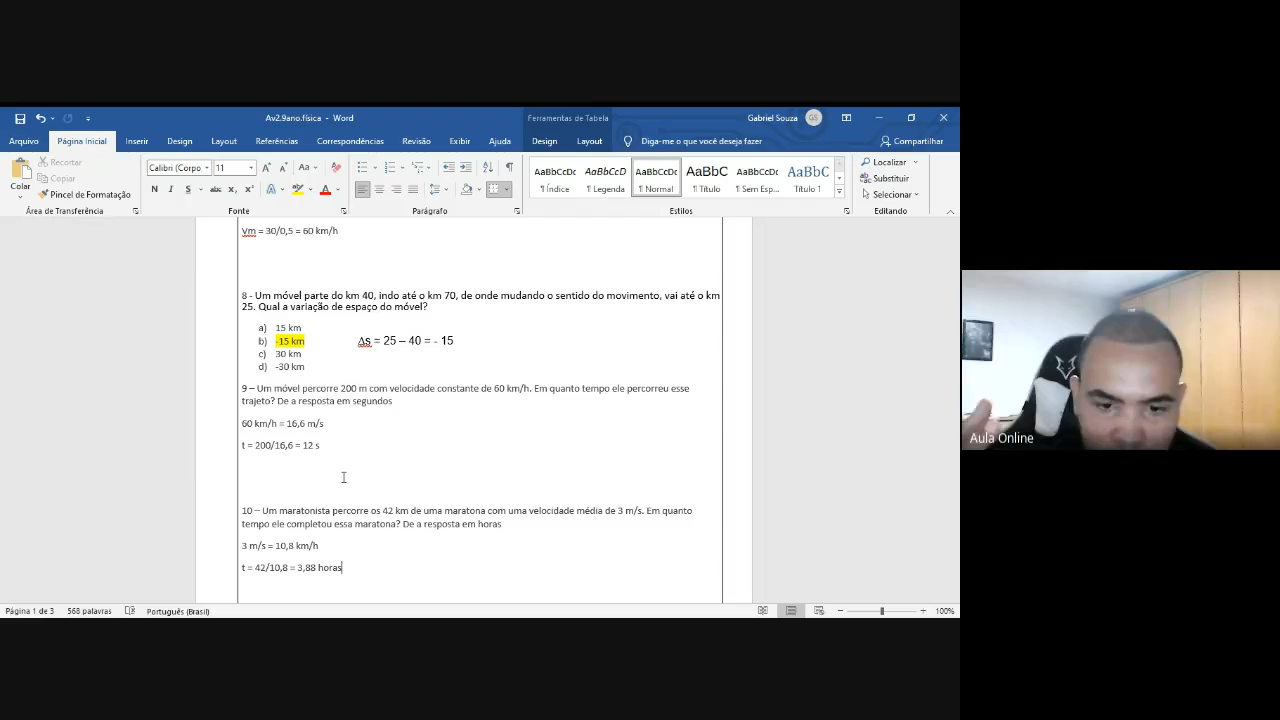 Av2.9ano.física - Word
Ferramentas de Tabela
Gabriel Souza
GS
Arquivo
Página Inicial
Inserir
Design
Layout
Referências
Correspondências
Revisão
Exibir
Ajuda
Design
Layout
Diga-me o que você deseja fazer
Compartilhar
Colar
Recortar
Copiar
Pincel de Formatação
Área de Transferência
Calibri (Corpo
11
Aa
N I S abc x₂ x²
A A
Fonte
Parágrafo
AaBbCcDc
¶ Índice
AaBbCcD
¶ Legenda
AaBbCcDc
¶ Normal
AaBbC
¶ Título
AaBbCcDc
¶ Sem Esp...
AaBbC
Título 1
Estilos
Localizar
Substituir
Selecionar
Editando
Vm = 30/0,5 = 60 km/h
8 - Um móvel parte do km 40, indo até o km 70, de onde mudando o sentido do movimento, vai até o km
25. Qual a variação de espaço do móvel?
a) 15 km
b) -15 km Δs = 25 – 40 = - 15
c) 30 km
d) -30 km
9 – Um móvel percorre 200 m com velocidade constante de 60 km/h. Em quanto tempo ele percorreu esse
trajeto? De a resposta em segundos
60 km/h = 16,6 m/s
t = 200/16,6 = 12 s
10 – Um maratonista percorre os 42 km de uma maratona com uma velocidade média de 3 m/s. Em quanto
tempo ele completou essa maratona? De a resposta em horas
3 m/s = 10,8 km/h
t = 42/10,8 = 3,88 horas
Página 1 de 3
568 palavras
Português (Brasil)
100%
Aula Online